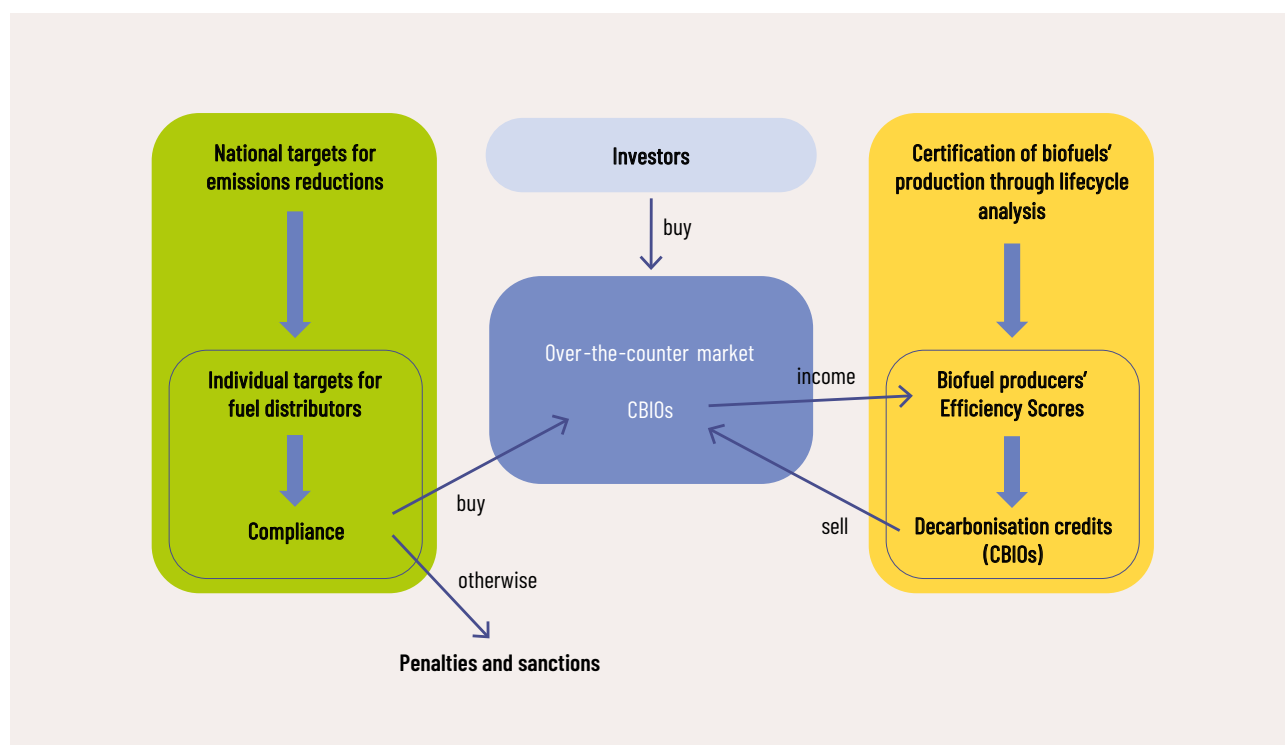 National targets for
emissions reductions
Individual targets for
fuel distributors
Compliance
buy
otherwise
Penalties and sanctions
Investors
buy
Over-the-counter market
CBIOs
income
sell
Certification of biofuels’
production through lifecycle
analysis
Biofuel producers’
Efficiency Scores
Decarbonisation credits
(CBIOs)